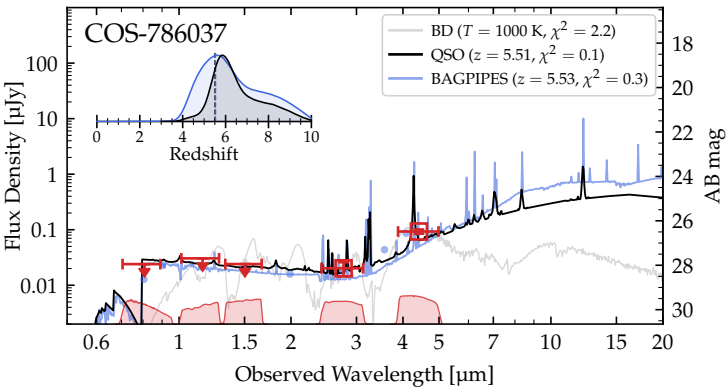 COS-786037
BD (T = 1000 K, χ² = 2.2)
QSO (z = 5.51, χ² = 0.1)
BAGPIPES (z = 5.53, χ² = 0.3)
0 2 4 6 8 10
Redshift
100
10
1
0.1
0.01
Flux Density [μJy]
18
20
22
24
26
28
30
AB mag
0.6 1 1.5 2 3 4 5 10 15 20
Observed Wavelength [μm]